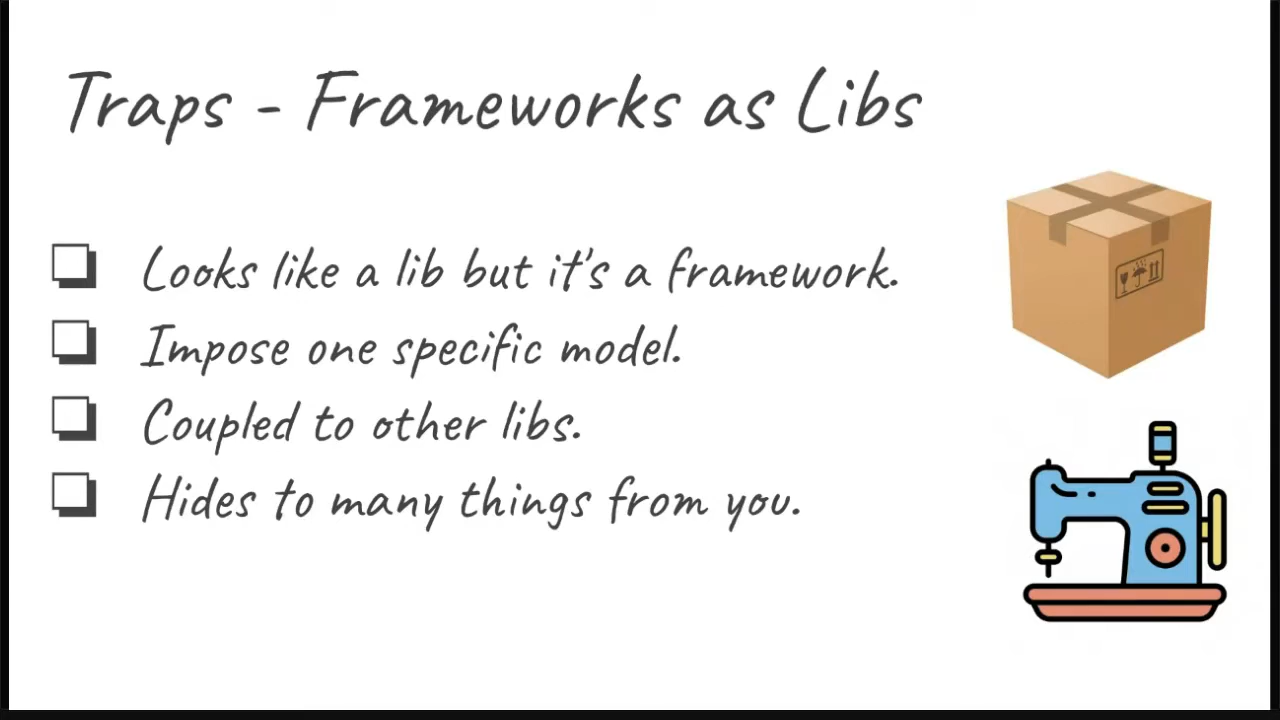 Traps - Frameworks as Libs
Looks like a lib but it's a framework.
Impose one specific model.
Coupled to other libs.
Hides to many things from you.